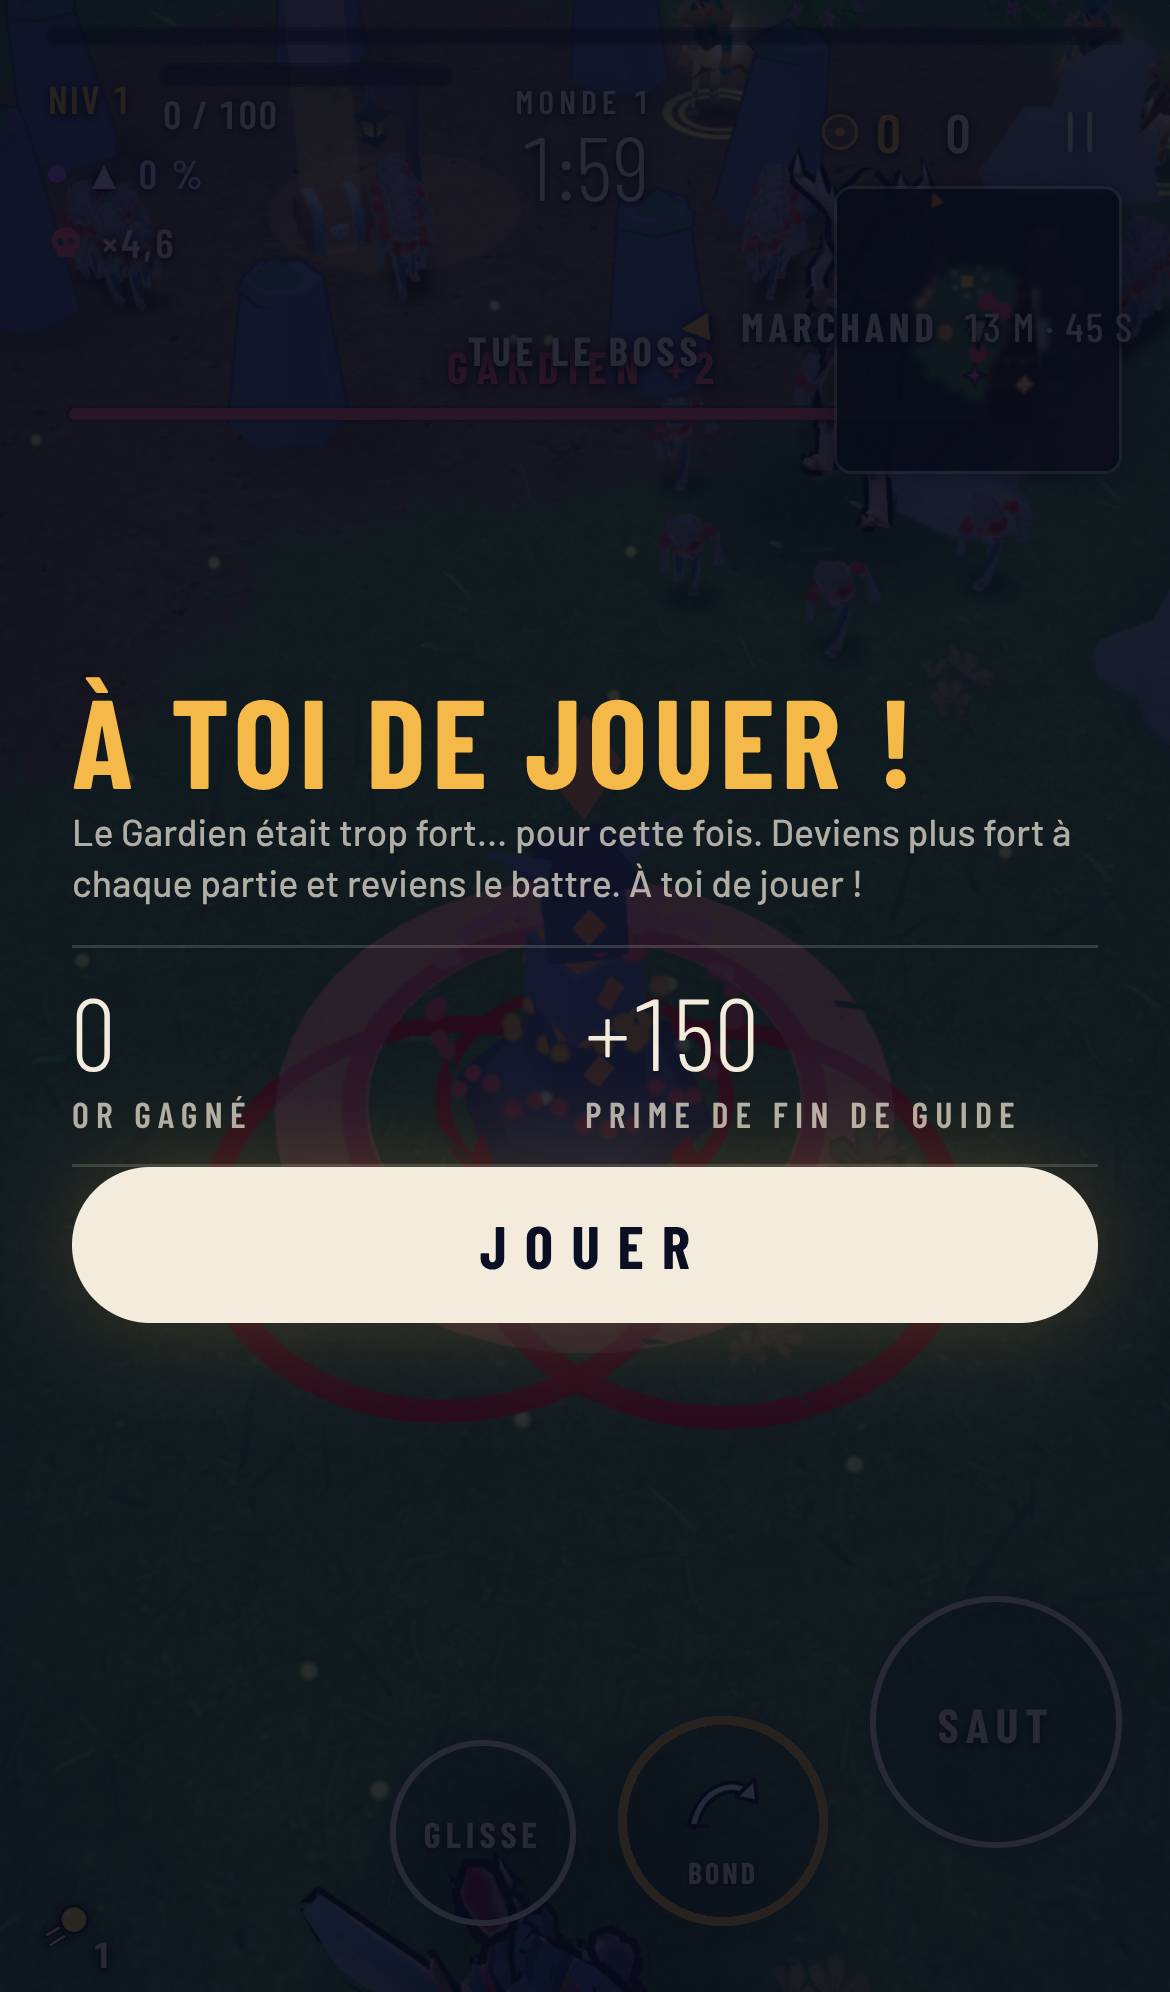 NIV 1
0 / 100
MONDE 1
1:59
0 0
0 %
×4,6
MARCHAND 13 M · 45 S
TUE LE BOSS
GARDIEN +2
À TOI DE JOUER !
Le Gardien était trop fort... pour cette fois. Deviens plus fort à
chaque partie et reviens le battre. À toi de jouer !
0
OR GAGNÉ
+150
PRIME DE FIN DE GUIDE
JOUER
SAUT
GLISSE
BOND
1